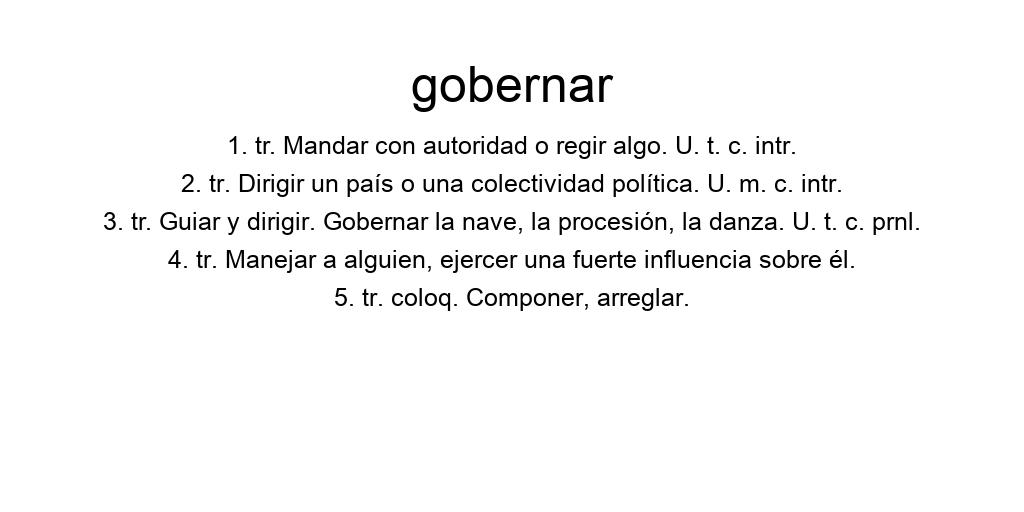 gobernar
1. tr. Mandar con autoridad o regir algo. U. t. c. intr.
2. tr. Dirigir un país o una colectividad política. U. m. c. intr.
3. tr. Guiar y dirigir. Gobernar la nave, la procesión, la danza. U. t. c. prnl.
4. tr. Manejar a alguien, ejercer una fuerte influencia sobre él.
5. tr. coloq. Componer, arreglar.